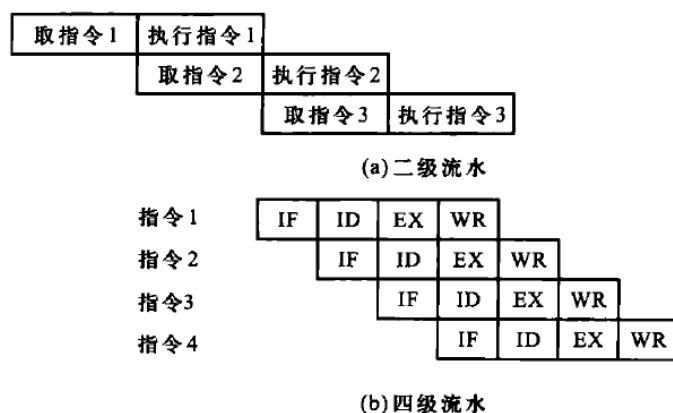 取指令1 执行指令1
取指令2 执行指令2
取指令3 执行指令3
(a)二级流水
指令1 IF ID EX WR
指令2 IF ID EX WR
指令3 IF ID EX WR
指令4 IF ID EX WR
(b)四级流水